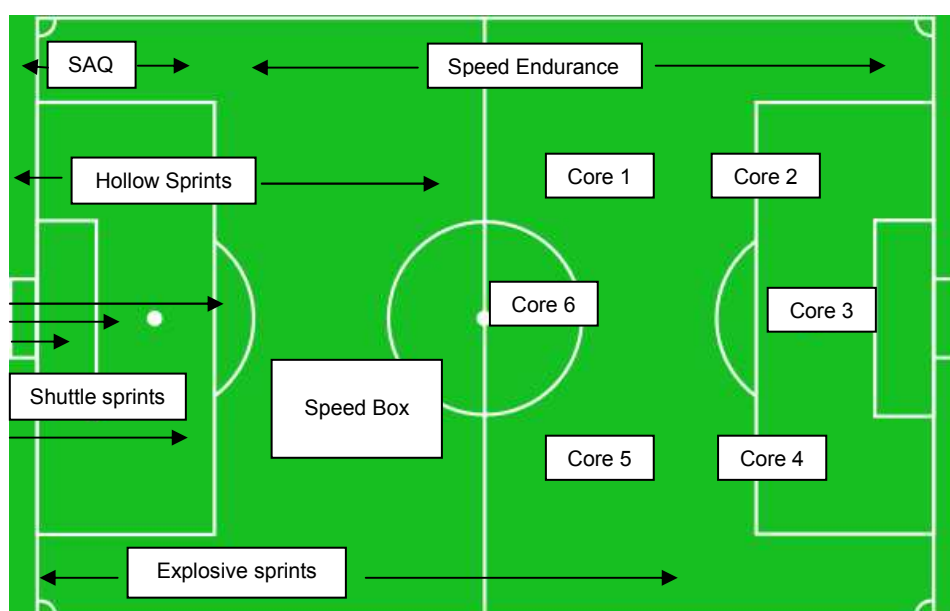 SAQ
Speed Endurance
Hollow Sprints
Core 1
Core 2
Core 6
Core 3
Shuttle sprints
Speed Box
Core 5
Core 4
Explosive sprints